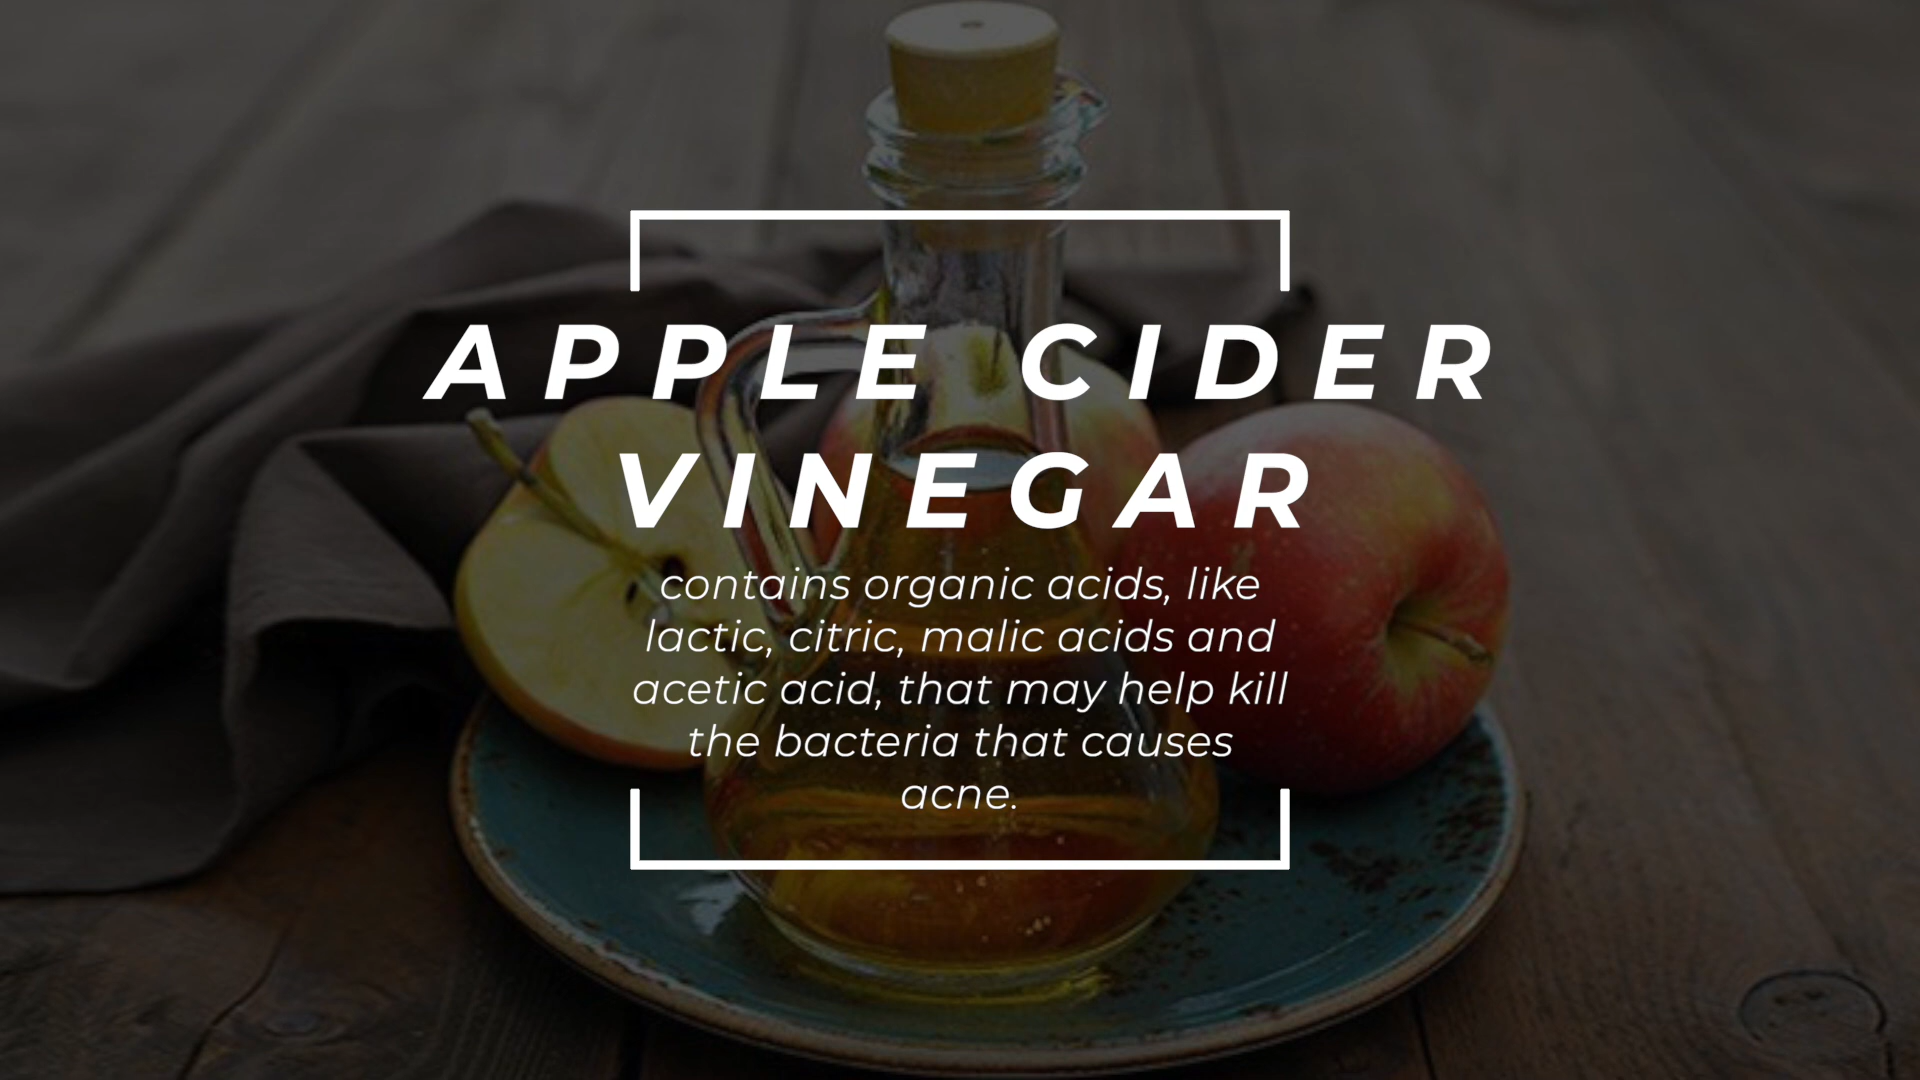 APPLE CIDER
VINEGAR
contains organic acids, like
lactic, citric, malic acids and
acetic acid, that may help kill
the bacteria that causes
acne.